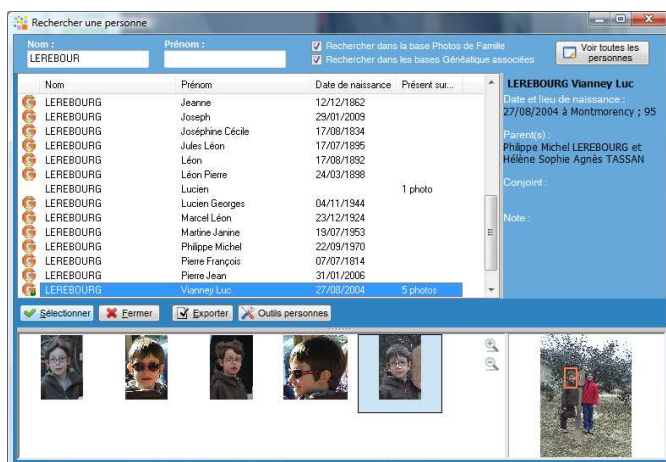 Rechercher une personne
Nom : Prénom :
LEREBOUR
Rechercher dans la base Photos de Famille
Rechercher dans les bases Généatique associées
Voir toutes les personnes
Nom Prénom Date de naissance Présent sur...
LEREBOURG Jeanne 12/12/1862
LEREBOURG Joseph 29/01/2009
LEREBOURG Joséphine Cécile 17/08/1834
LEREBOURG Jules Léon 17/07/1895
LEREBOURG Léon 17/08/1892
LEREBOURG Léon Pierre 24/03/1898
LEREBOURG Lucien 1 photo
LEREBOURG Lucien Georges 04/11/1944
LEREBOURG Marcel Léon 23/12/1924
LEREBOURG Martine Janine 19/07/1953
LEREBOURG Philippe Michel 22/09/1970
LEREBOURG Pierre François 07/07/1814
LEREBOURG Pierre Jean 31/01/2006
LEREBOURG Vianney Luc 27/08/2004 5 photos
LEREBOURG Vianney Luc
Date et lieu de naissance :
27/08/2004 à Montmorency ; 95
Parent(s) :
Philippe Michel LEREBOURG et
Hélène Sophie Agnès TASSAN
Conjoint :
Note :
Sélectionner Fermer Exporter Outils personnes